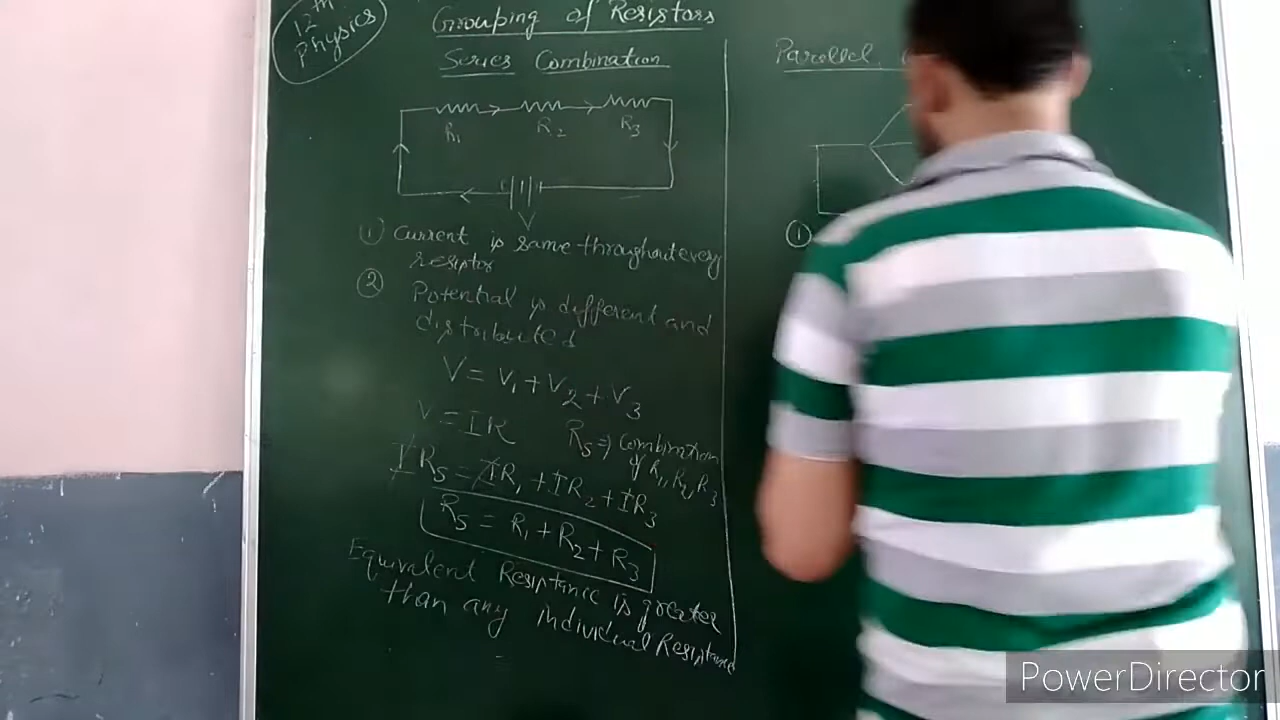 12th
Physics
Grouping of Resistors
Series Combination
R1 R2 R3
V
① Current is same throughout every
resistor
② Potential is different and
distributed
V = V1 + V2 + V3
V = IR
RS ⇒ Combination
of R1, R2, R3
I RS = IR1 + IR2 + IR3
RS = R1 + R2 + R3
Equivalent Resistance is greater
than any individual Resistance
Parallel
①
PowerDirector